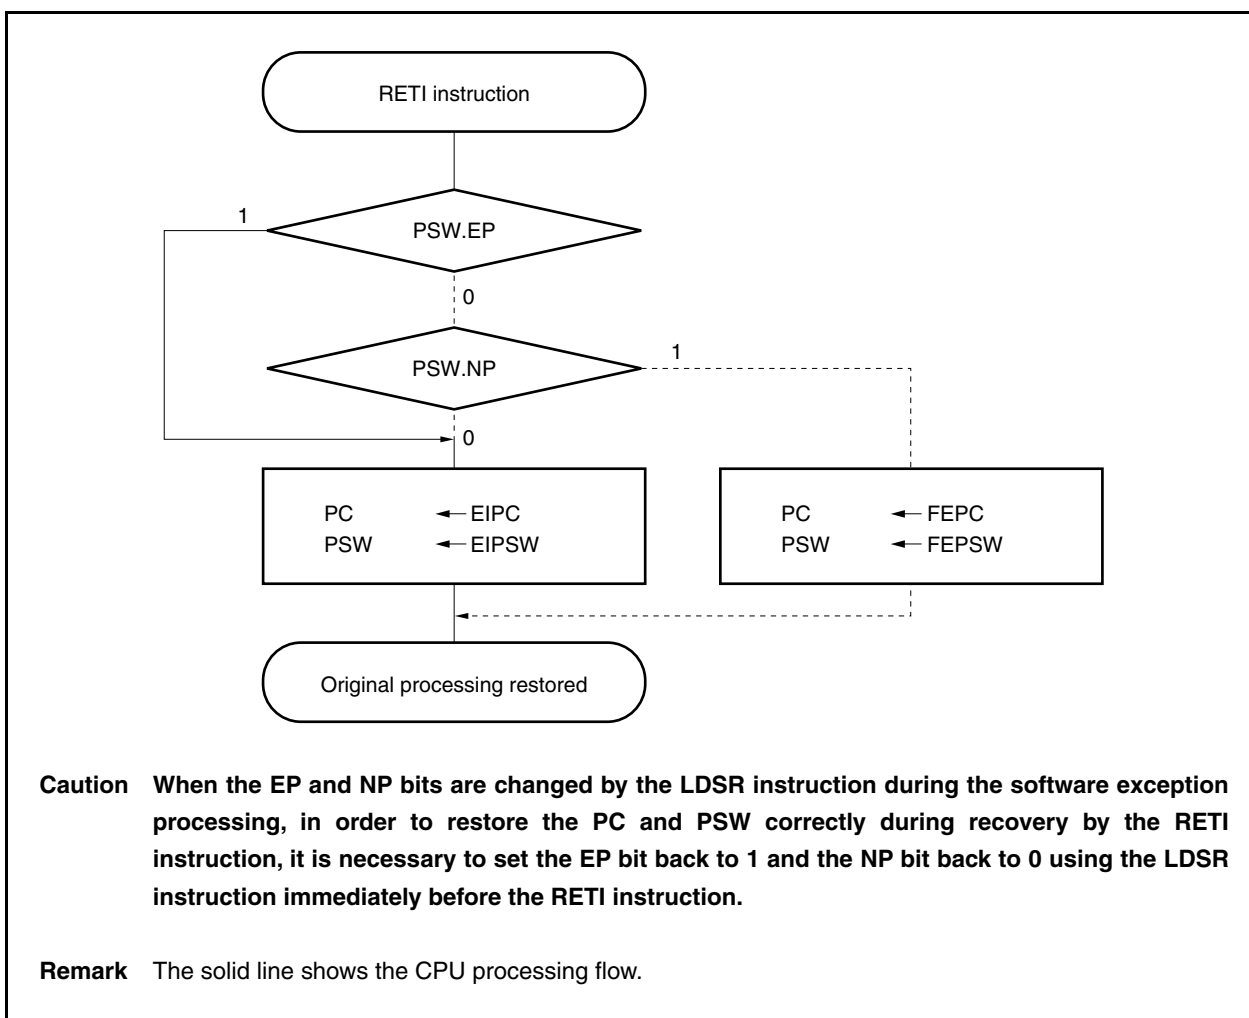 RETI instruction
1
PSW.EP
0
PSW.NP
1
0
PC ← EIPC
PSW ← EIPSW
PC ← FEPC
PSW ← FEPSW
Original processing restored
Caution When the EP and NP bits are changed by the LDSR instruction during the software exception
processing, in order to restore the PC and PSW correctly during recovery by the RETI
instruction, it is necessary to set the EP bit back to 1 and the NP bit back to 0 using the LDSR
instruction immediately before the RETI instruction.
Remark The solid line shows the CPU processing flow.